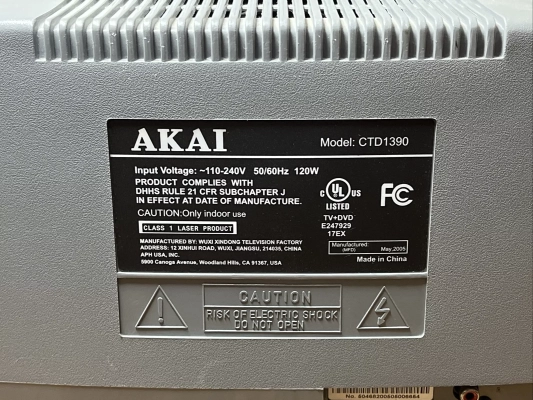 AKAI
Model: CTD1390
Input Voltage: ~110-240V 50/60Hz 120W
PRODUCT COMPLIES WITH
DHHS RULE 21 CFR SUBCHAPTER J
IN EFFECT AT DATE OF MANUFACTURE.
CAUTION:Only indoor use
CLASS 1 LASER PRODUCT
MANUFACTURED BY: WUXI XINDONG TELEVISION FACTORY
ADDRESS: 12 XINHUI ROAD, WUXI, JIANGSU, 214035, CHINA
APH USA, INC.
5900 Canoga Avenue, Woodland Hills, CA 91367, USA
c UL US
LISTED
TV+DVD
E247929
17EX
FC
Manufactured: (MFD) May,2005
Made in China
CAUTION
RISK OF ELECTRIC SHOCK
DO NOT OPEN